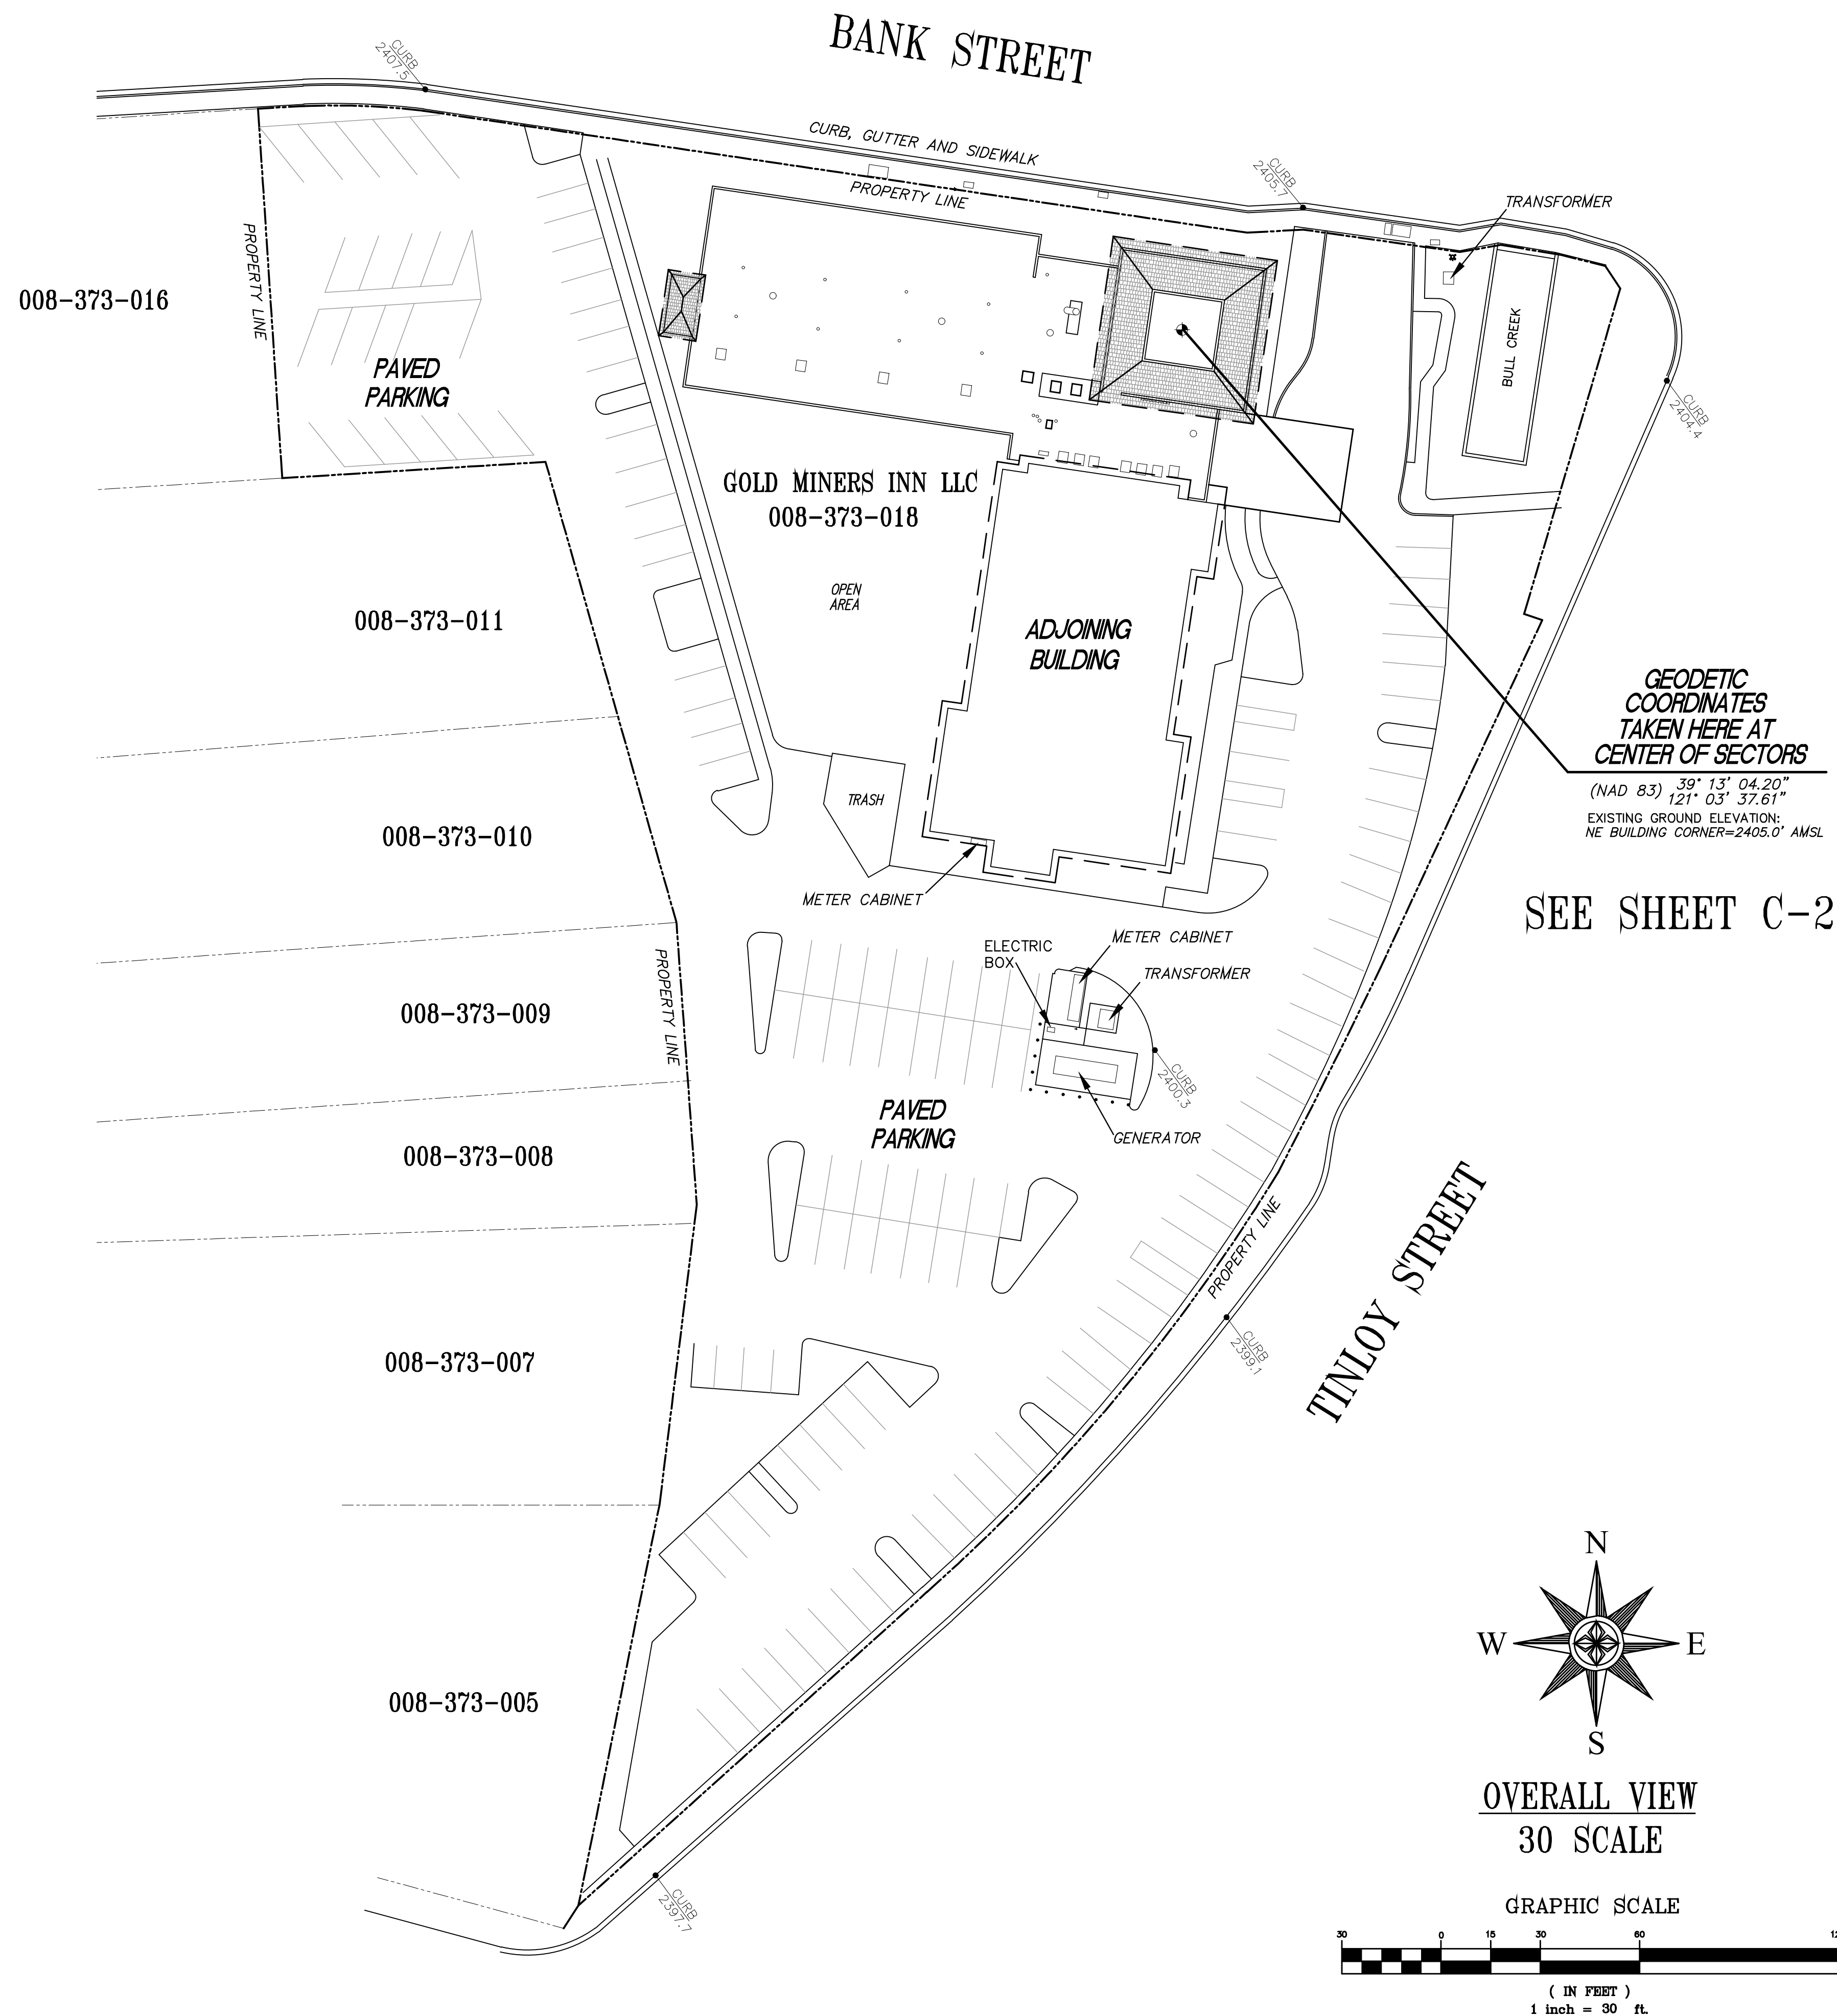 BANK STREET
CURB
2407.5
CURB, GUTTER AND SIDEWALK
PROPERTY LINE
CURB
2405.7
TRANSFORMER
PROPERTY LINE
008-373-016
PAVED
PARKING
BULL CREEK
CURB
2404.4
GOLD MINERS INN LLC
008-373-018
OPEN
AREA
008-373-011
ADJOINING
BUILDING
GEODETIC
COORDINATES
TAKEN HERE AT
CENTER OF SECTORS
(NAD 83) 39° 13' 04.20"
121° 03' 37.61"
EXISTING GROUND ELEVATION:
NE BUILDING CORNER=2405.0' AMSL
TRASH
008-373-010
METER CABINET
SEE SHEET C-2
ELECTRIC
BOX
METER CABINET
TRANSFORMER
PROPERTY LINE
008-373-009
CURB
2400.3
PAVED
PARKING
GENERATOR
008-373-008
PROPERTY LINE
TINLOY STREET
CURB
2399.1
008-373-007
008-373-005
N
W
E
S
OVERALL VIEW
30 SCALE
CURB
2397.7
GRAPHIC SCALE
30 0 15 30 60
( IN FEET )
1 inch = 30 ft.